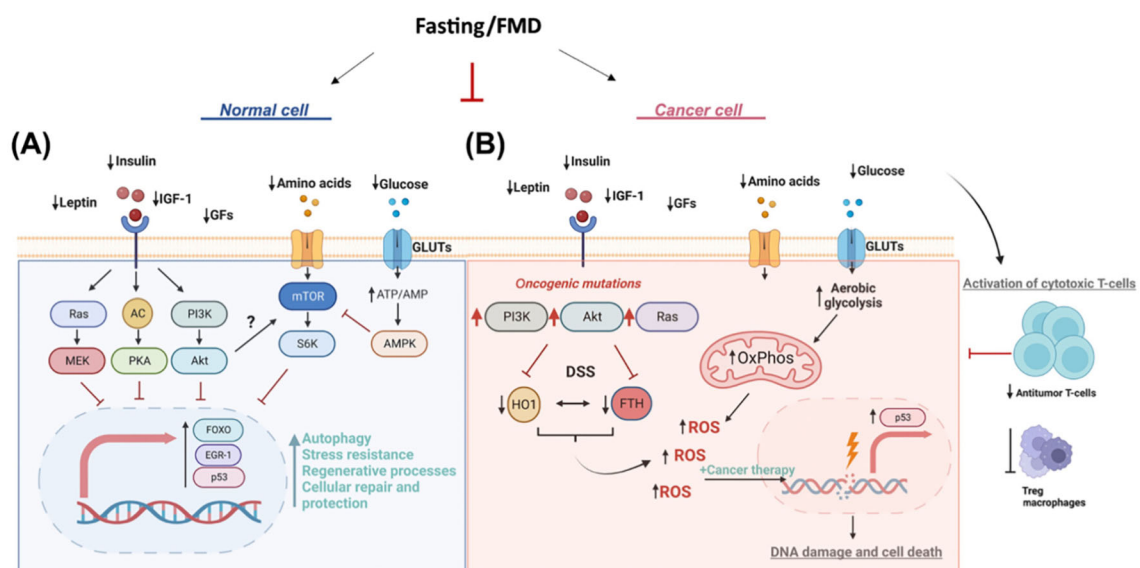 Fasting/FMD
Normal cell
Cancer cell
(A)
↓Insulin
↓Leptin
↓IGF-1
↓GFs
↓Amino acids
↓Glucose
GLUTs
Ras
AC
PI3K
MEK
PKA
Akt
?
mTOR
S6K
↑ATP/AMP
AMPK
FOXO
EGR-1
p53
Autophagy
Stress resistance
Regenerative processes
Cellular repair and
protection
(B)
↓Insulin
↓Leptin
↓IGF-1
↓GFs
↓Amino acids
↓Glucose
GLUTs
Oncogenic mutations
↑PI3K
↑Akt
↑Ras
↑Aerobic
glycolysis
↑OxPhos
DSS
↓HO1
↓FTH
↑ROS
↑ROS
↑ROS
+Cancer therapy
↑p53
DNA damage and cell death
Activation of cytotoxic T-cells
↓Antitumor T-cells
Treg
macrophages